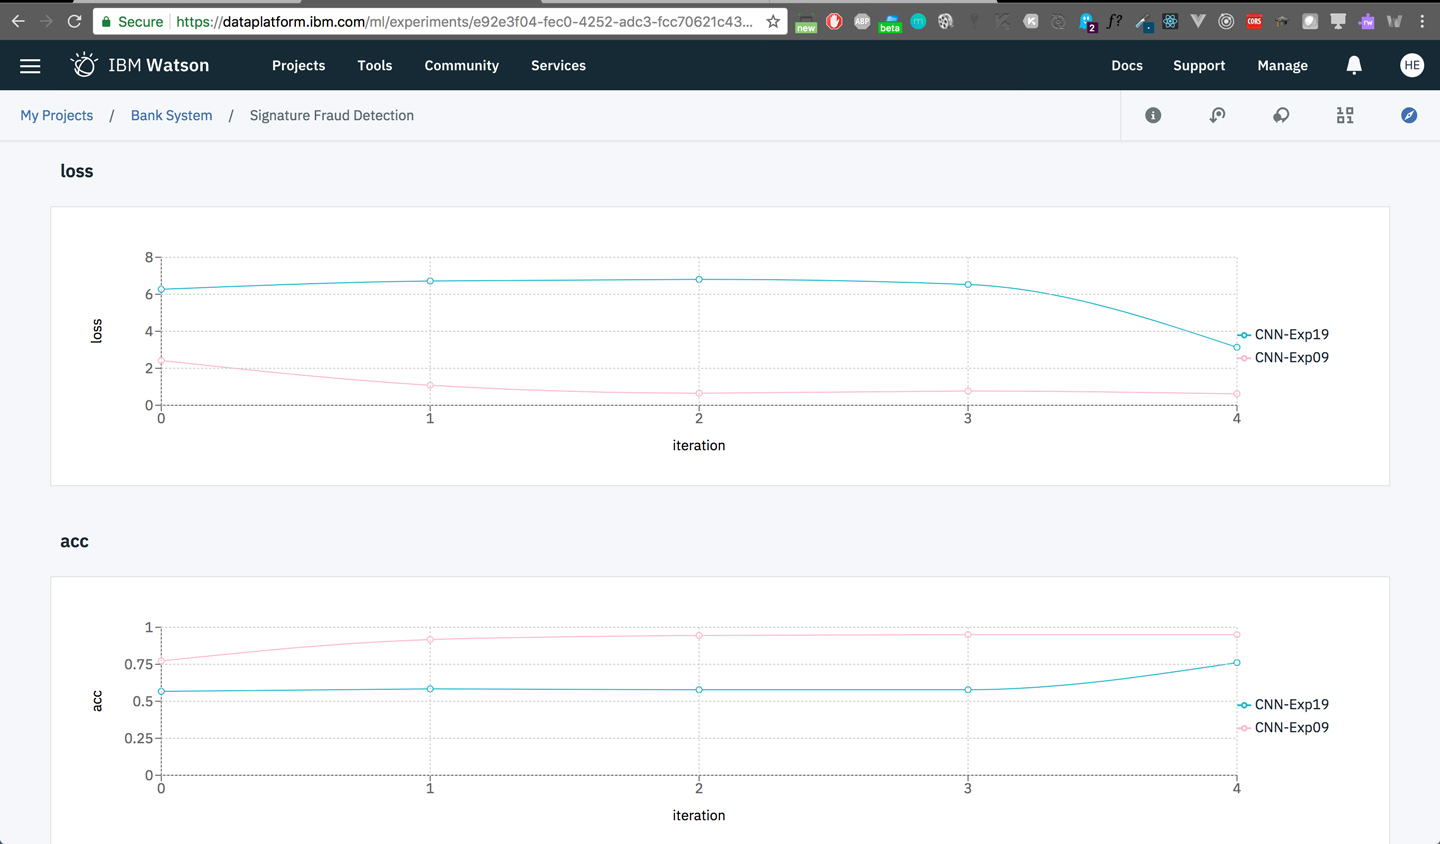 Secure https://dataplatform.ibm.com/ml/experiments/e92e3f04-fec0-4252-adc3-fcc70621c43...
new ABP beta 2 f? CORS rw
IBM Watson Projects Tools Community Services Docs Support Manage HE
My Projects / Bank System / Signature Fraud Detection
loss
8
6
4
2
0
loss
0 1 2 3 4
iteration
CNN-Exp19
CNN-Exp09
acc
1
0.75
0.5
0.25
0
acc
0 1 2 3 4
iteration
CNN-Exp19
CNN-Exp09